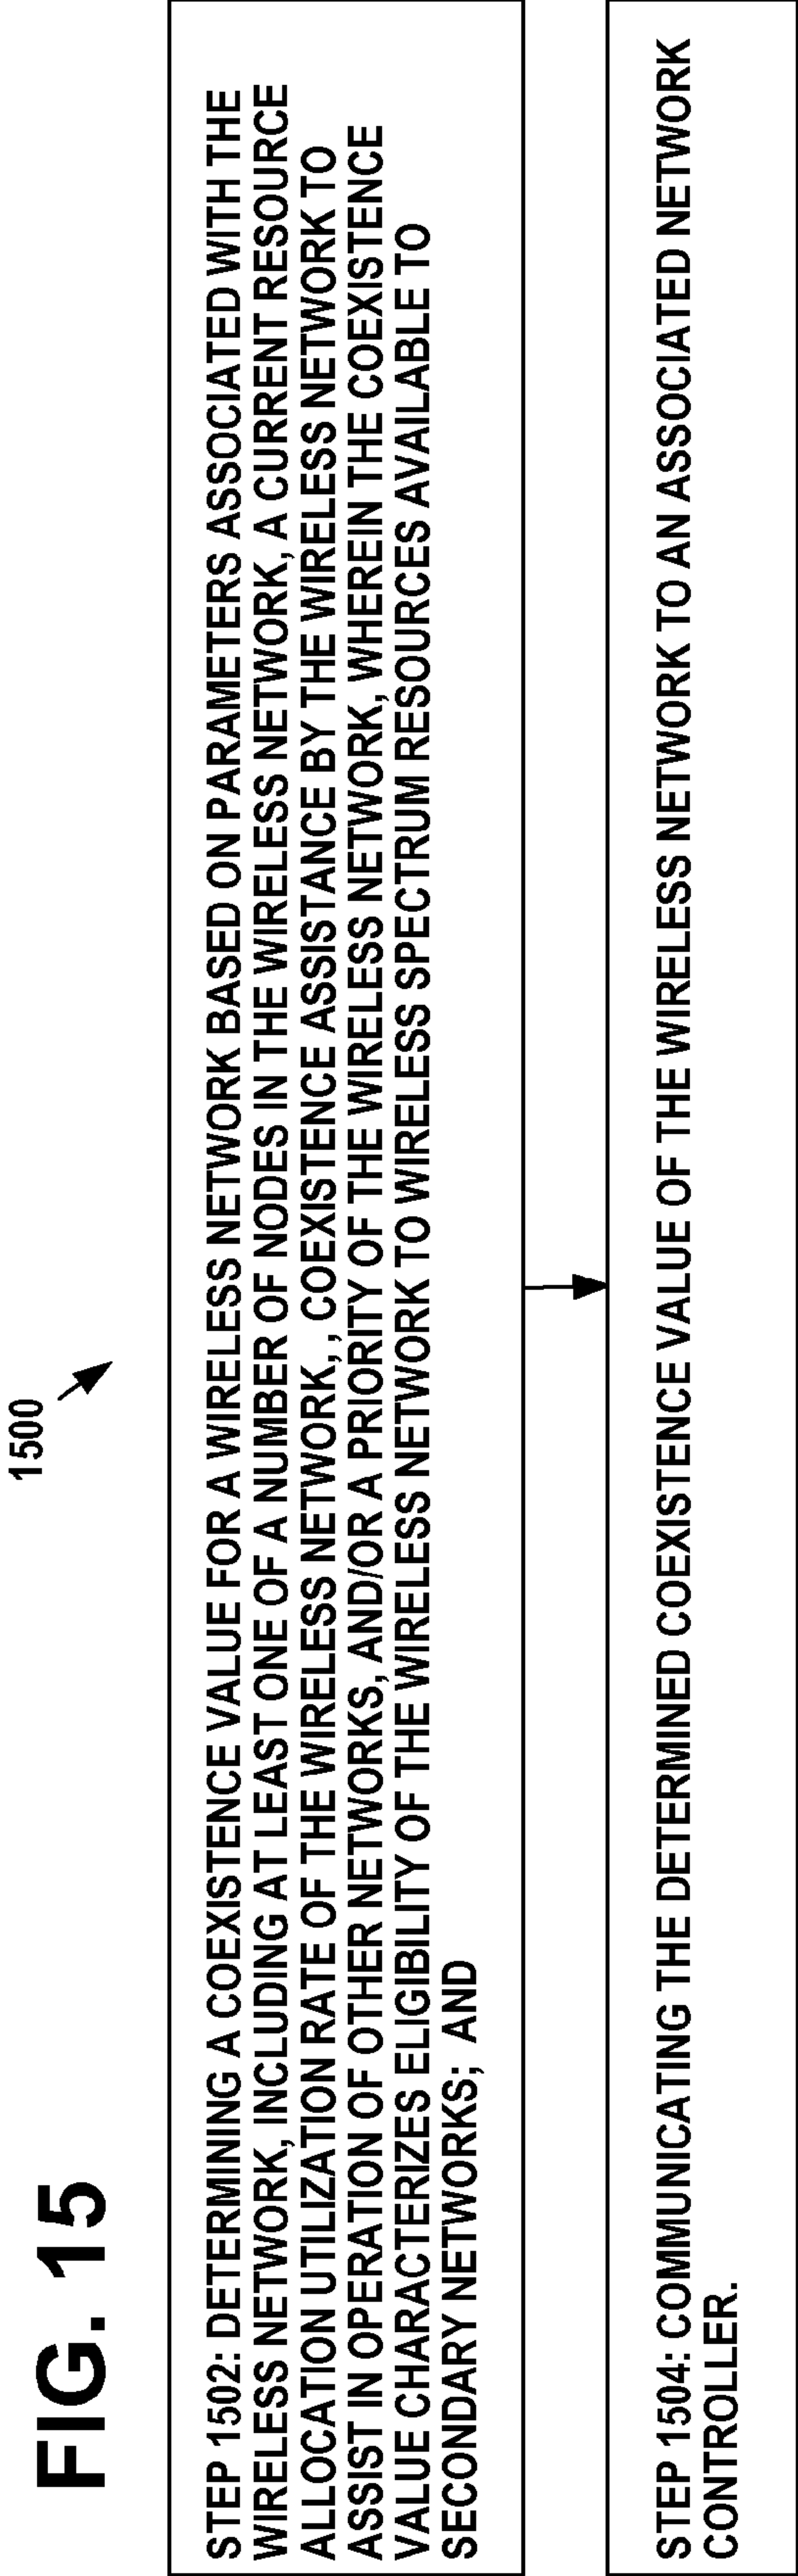 FIG. 15
1500
STEP 1502: DETERMINING A COEXISTENCE VALUE FOR A WIRELESS NETWORK BASED ON PARAMETERS ASSOCIATED WITH THE
WIRELESS NETWORK, INCLUDING AT LEAST ONE OF A NUMBER OF NODES IN THE WIRELESS NETWORK, A CURRENT RESOURCE
ALLOCATION UTILIZATION RATE OF THE WIRELESS NETWORK, , COEXISTENCE ASSISTANCE BY THE WIRELESS NETWORK TO
ASSIST IN OPERATION OF OTHER NETWORKS, AND/OR A PRIORITY OF THE WIRELESS NETWORK, WHEREIN THE COEXISTENCE
VALUE CHARACTERIZES ELIGIBILITY OF THE WIRELESS NETWORK TO WIRELESS SPECTRUM RESOURCES AVAILABLE TO
SECONDARY NETWORKS; AND
STEP 1504: COMMUNICATING THE DETERMINED COEXISTENCE VALUE OF THE WIRELESS NETWORK TO AN ASSOCIATED NETWORK
CONTROLLER.